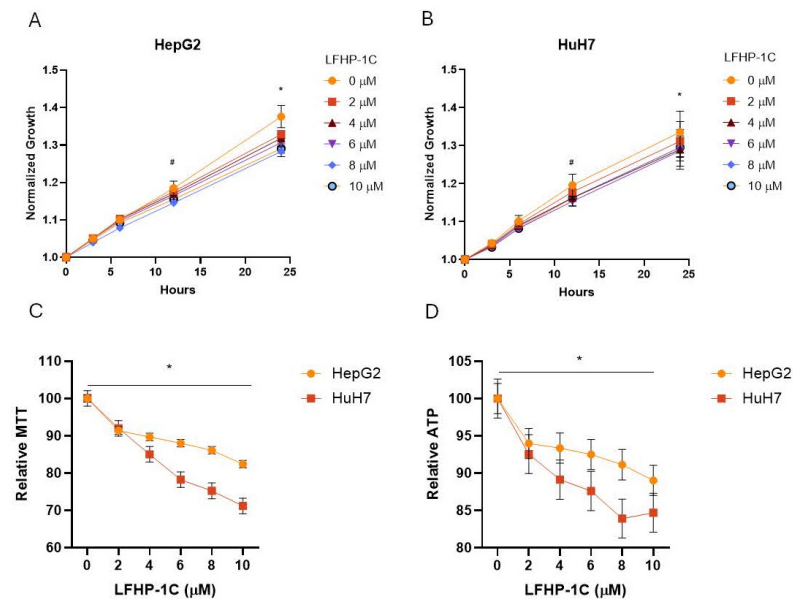 A
HepG2
Normalized Growth
1.5
1.4
1.3
1.2
1.1
1.0
#
*
0
5
10
15
20
25
Hours
LFHP-1C
0 μM
2 μM
4 μM
6 μM
8 μM
10 μM
B
HuH7
Normalized Growth
1.5
1.4
1.3
1.2
1.1
1.0
#
*
0
5
10
15
20
25
Hours
LFHP-1C
0 μM
2 μM
4 μM
6 μM
8 μM
10 μM
C
Relative MTT
110
100
90
80
70
60
*
0
2
4
6
8
10
LFHP-1C (μM)
HepG2
HuH7
D
Relative ATP
105
100
95
90
85
80
*
0
2
4
6
8
10
LFHP-1C (μM)
HepG2
HuH7